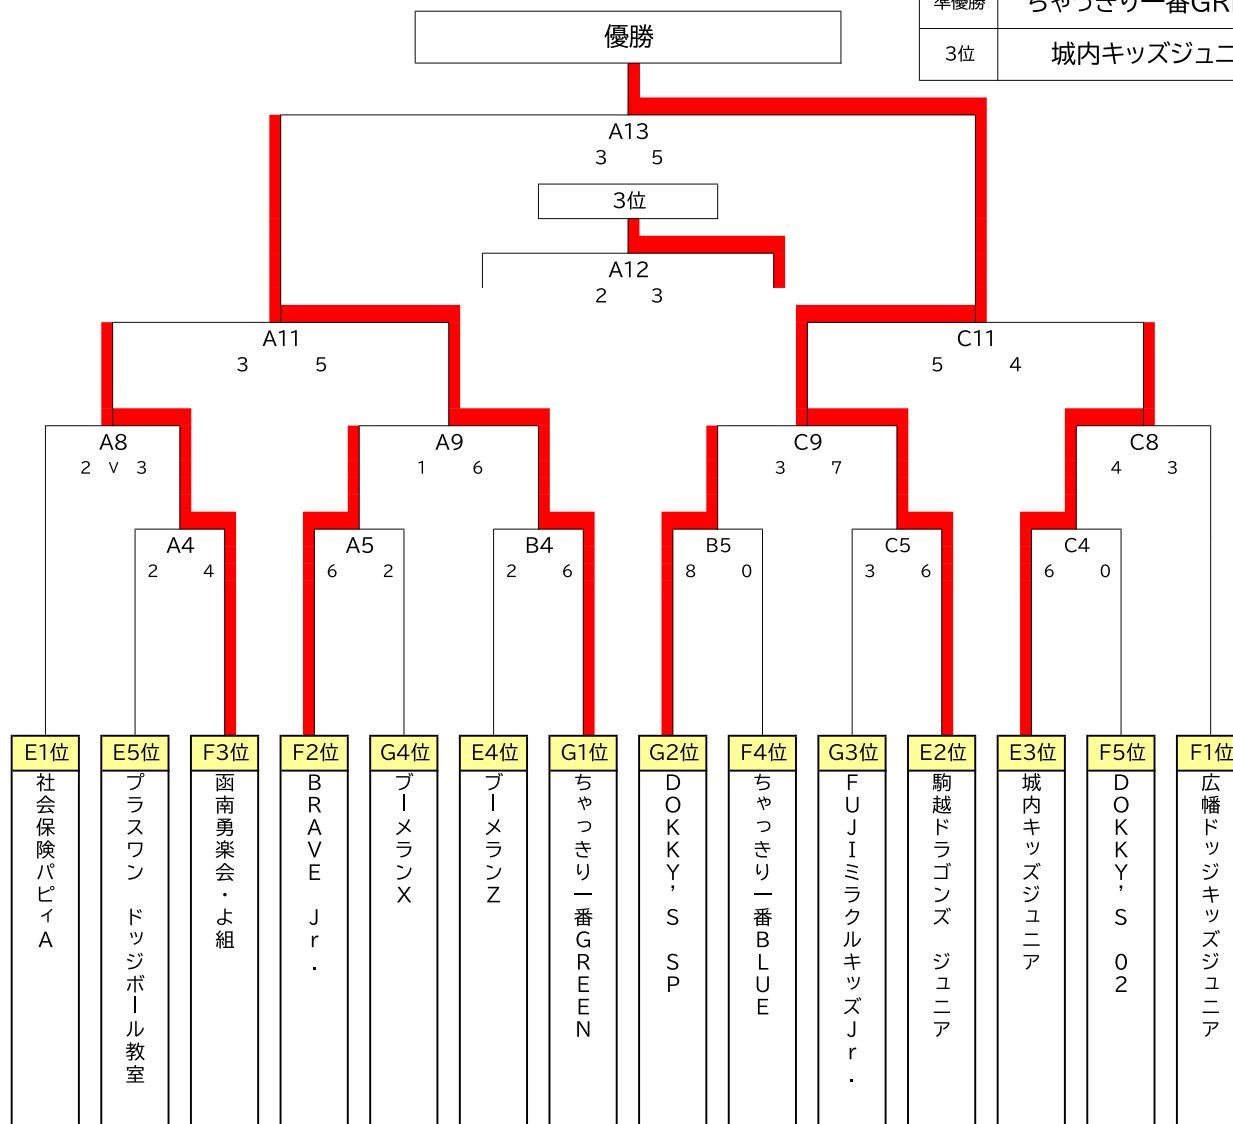 準優勝 ちゃっきり一番GR
3位 城内キッズジュニ
優勝
A13
3 5
3位
A12
2 3
A11 C11
3 5 5 4
A8 A9 C9 C8
2 V 3 1 6 3 7 4 3
A4 A5 B4 B5 C5 C4
2 4 6 2 2 6 8 0 3 6 6 0
E1位 E5位 F3位 F2位 G4位 E4位 G1位 G2位 F4位 G3位 E2位 E3位 F5位 F1位
社会保険パピィA
プラスワン ドッジボール教室
函南勇楽会・よ組
BRAVE Jr.
ブーメランX
ブーメランZ
ちゃっきり一番GREEN
DOKKY'S SP
ちゃっきり一番BLUE
FUJIミラクルキッズJr.
駒越ドラゴンズ ジュニア
城内キッズジュニア
DOKKY'S 02
広幡ドッジキッズジュニア